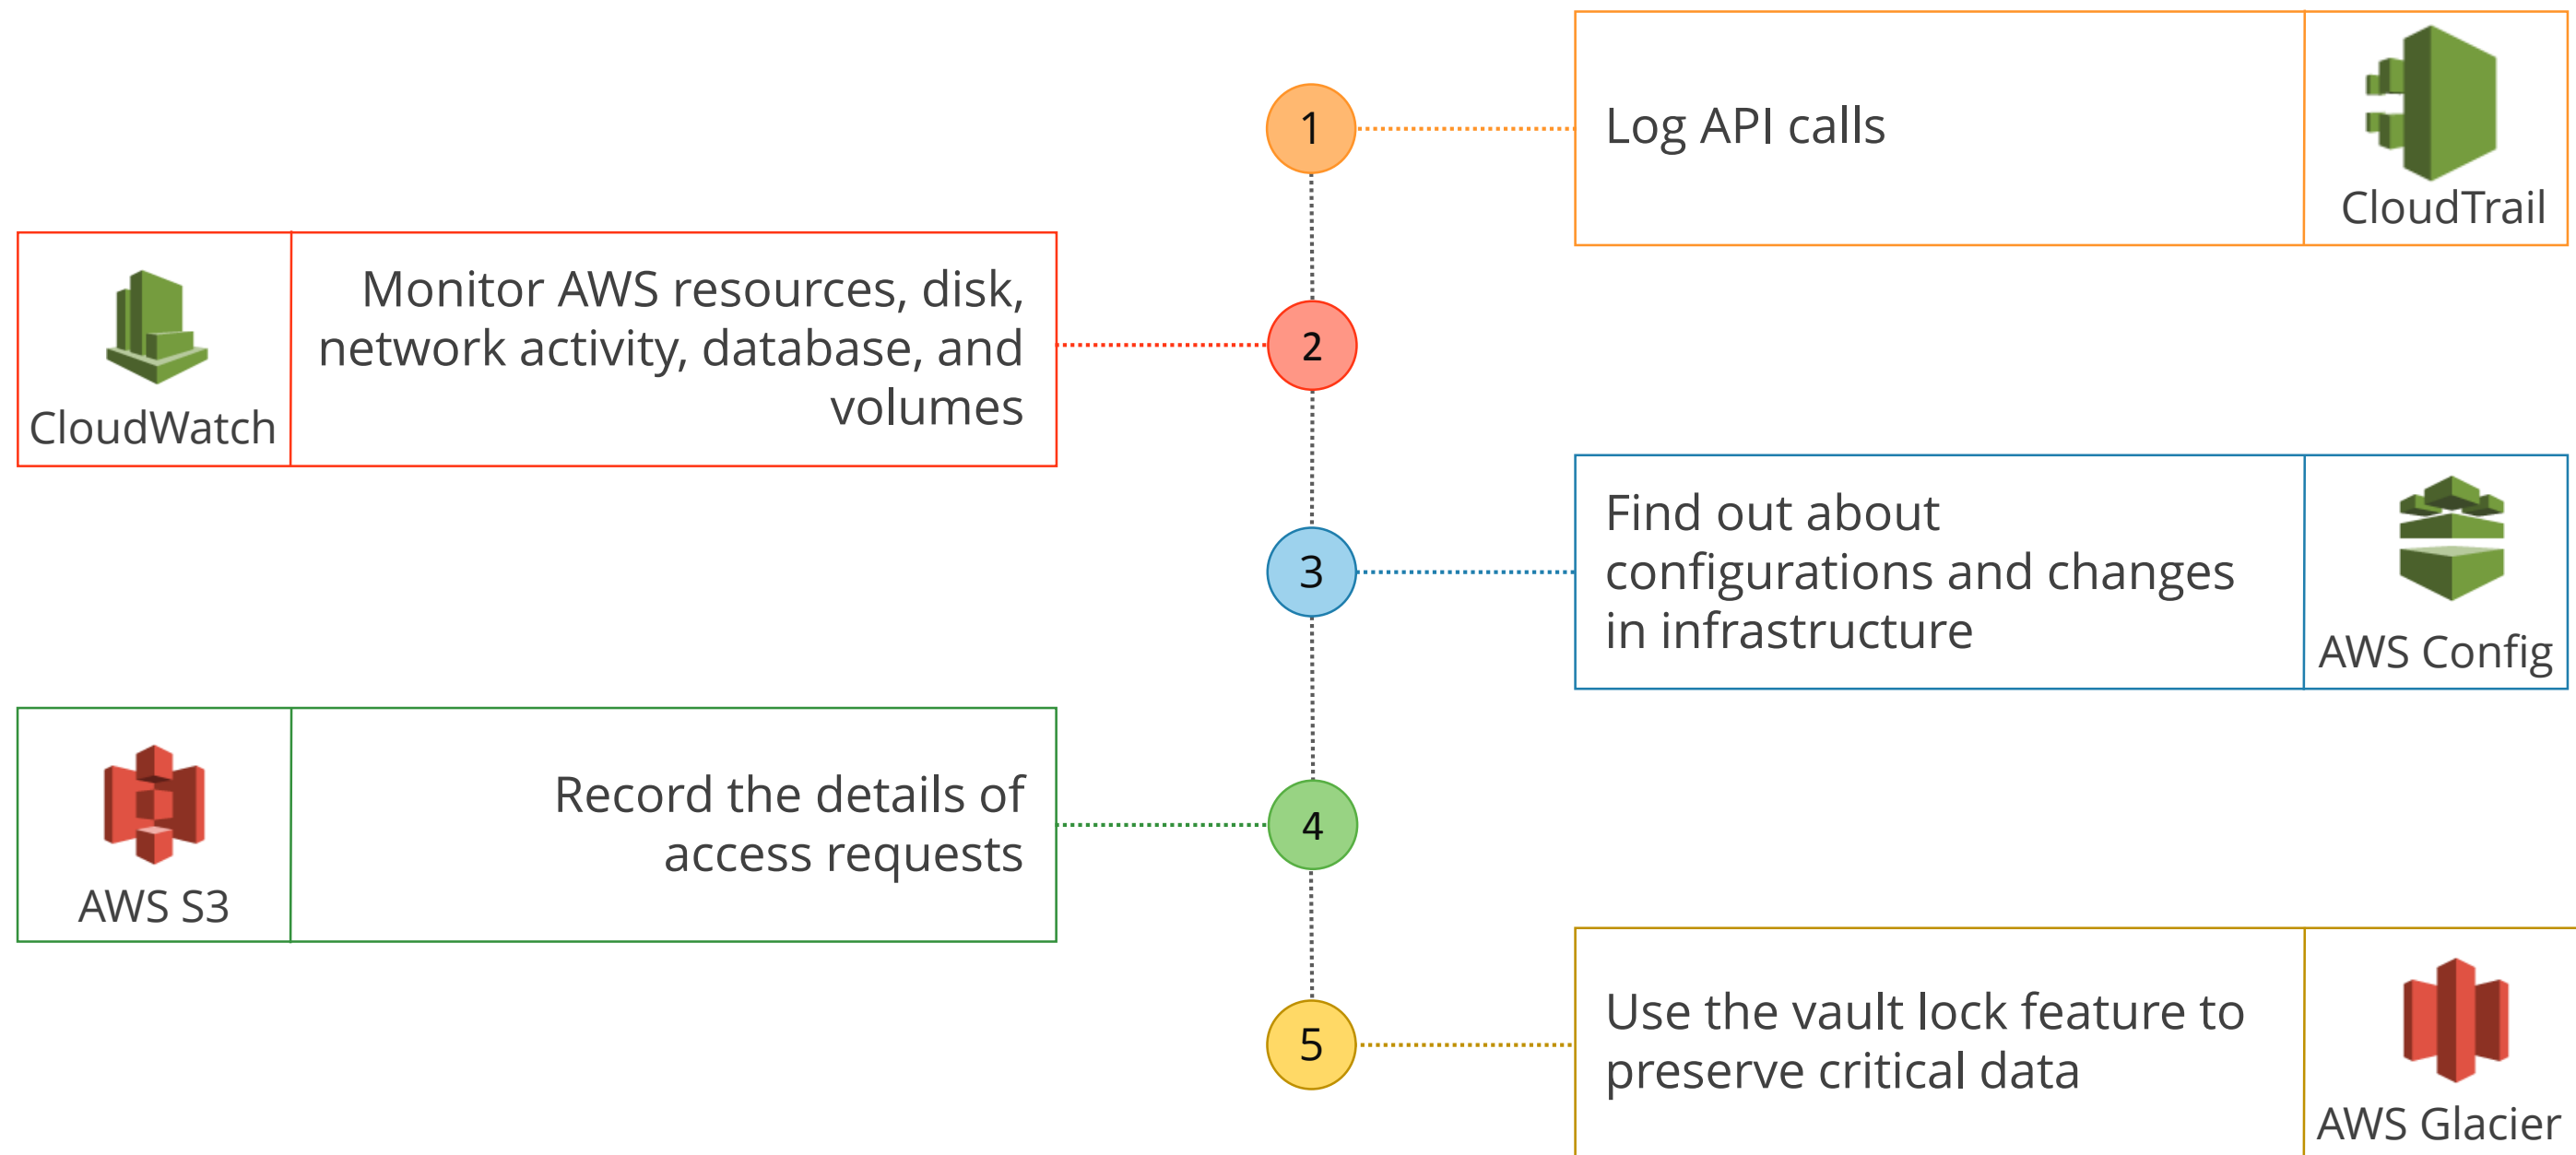 1
Log API calls
CloudTrail
CloudWatch
Monitor AWS resources, disk,
network activity, database, and
volumes
2
3
Find out about
configurations and changes
in infrastructure
AWS Config
AWS S3
Record the details of
access requests
4
5
Use the vault lock feature to
preserve critical data
AWS Glacier